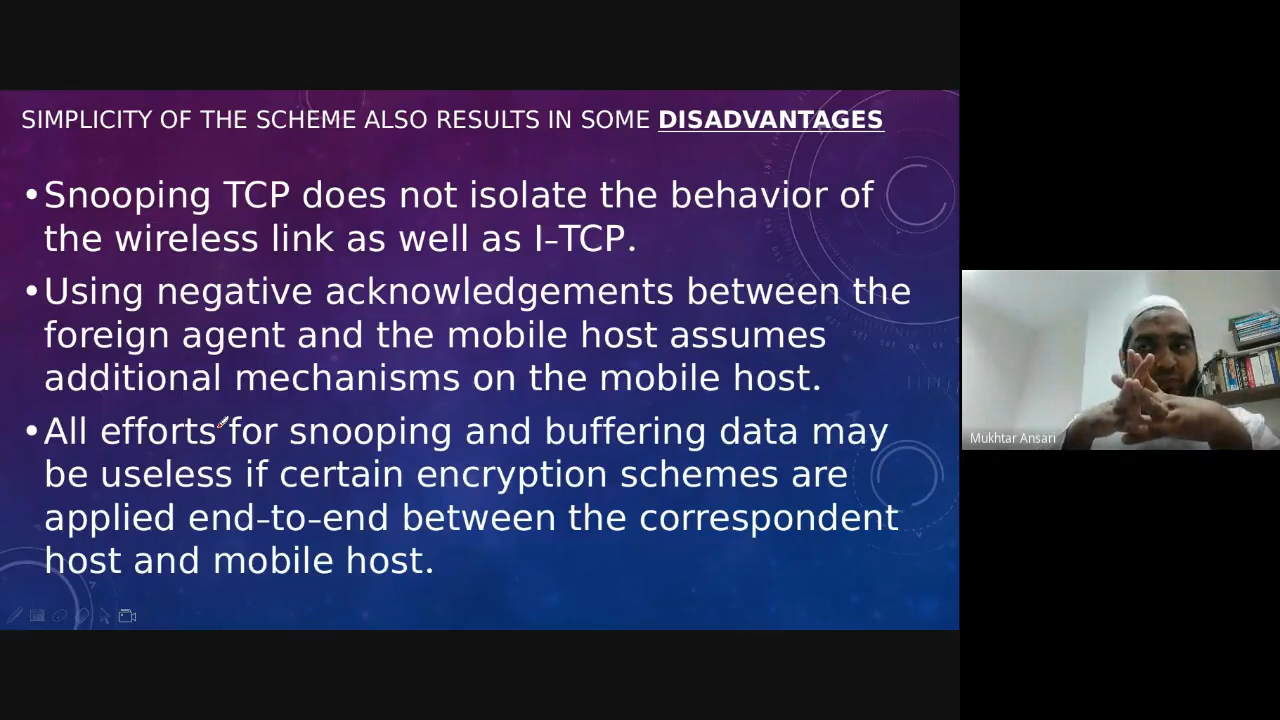 SIMPLICITY OF THE SCHEME ALSO RESULTS IN SOME DISADVANTAGES
•Snooping TCP does not isolate the behavior of
the wireless link as well as I-TCP.
•Using negative acknowledgements between the
foreign agent and the mobile host assumes
additional mechanisms on the mobile host.
•All efforts for snooping and buffering data may
be useless if certain encryption schemes are
applied end-to-end between the correspondent
host and mobile host.
Mukhtar Ansari